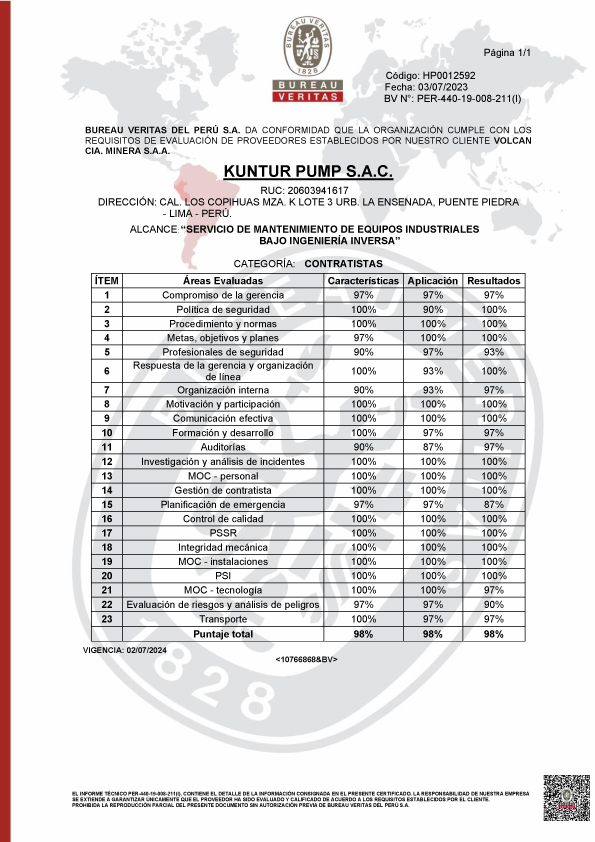 BUREAU VERITAS
1828
BUREAU
VERITAS
Página 1/1
Código: HP0012592
Fecha: 03/07/2023
BV N°: PER-440-19-008-211(I)
BUREAU VERITAS DEL PERÚ S.A. DA CONFORMIDAD QUE LA ORGANIZACIÓN CUMPLE CON LOS
REQUISITOS DE EVALUACIÓN DE PROVEEDORES ESTABLECIDOS POR NUESTRO CLIENTE VOLCAN
CIA. MINERA S.A.A.
KUNTUR PUMP S.A.C.
RUC: 20603941617
DIRECCIÓN: CAL. LOS COPIHUAS MZA. K LOTE 3 URB. LA ENSENADA, PUENTE PIEDRA
- LIMA - PERÚ.
ALCANCE "SERVICIO DE MANTENIMIENTO DE EQUIPOS INDUSTRIALES
BAJO INGENIERÍA INVERSA"
CATEGORÍA: CONTRATISTAS
ÍTEM Áreas Evaluadas Características Aplicación Resultados
1 Compromiso de la gerencia 97% 97% 97%
2 Política de seguridad 100% 90% 100%
3 Procedimiento y normas 100% 100% 100%
4 Metas, objetivos y planes 97% 100% 100%
5 Profesionales de seguridad 90% 97% 93%
6 Respuesta de la gerencia y organización
de línea 100% 93% 100%
7 Organización interna 90% 93% 97%
8 Motivación y participación 100% 100% 100%
9 Comunicación efectiva 100% 100% 100%
10 Formación y desarrollo 100% 97% 97%
11 Auditorías 90% 87% 97%
12 Investigación y análisis de incidentes 100% 100% 100%
13 MOC - personal 100% 100% 100%
14 Gestión de contratista 100% 100% 100%
15 Planificación de emergencia 97% 97% 87%
16 Control de calidad 100% 100% 100%
17 PSSR 100% 100% 100%
18 Integridad mecánica 100% 100% 100%
19 MOC - instalaciones 100% 100% 100%
20 PSI 100% 100% 100%
21 MOC - tecnología 100% 100% 97%
22 Evaluación de riesgos y análisis de peligros 97% 97% 90%
23 Transporte 100% 97% 97%
Puntaje total 98% 98% 98%
VIGENCIA: 02/07/2024
<10766868&BV>
1828
EL INFORME TÉCNICO PER-440-19-008-211(I), CONTIENE EL DETALLE DE LA INFORMACIÓN CONSIGNADA EN EL PRESENTE CERTIFICADO. LA RESPONSABILIDAD DE NUESTRA EMPRESA
SE EXTIENDE A GARANTIZAR ÚNICAMENTE QUE EL PROVEEDOR HA SIDO EVALUADO Y CALIFICADO DE ACUERDO A LOS REQUISITOS ESTABLECIDOS POR EL CLIENTE.
PROHIBIDA LA REPRODUCCIÓN PARCIAL DEL PRESENTE DOCUMENTO SIN AUTORIZACIÓN PREVIA DE BUREAU VERITAS DEL PERÚ S.A.